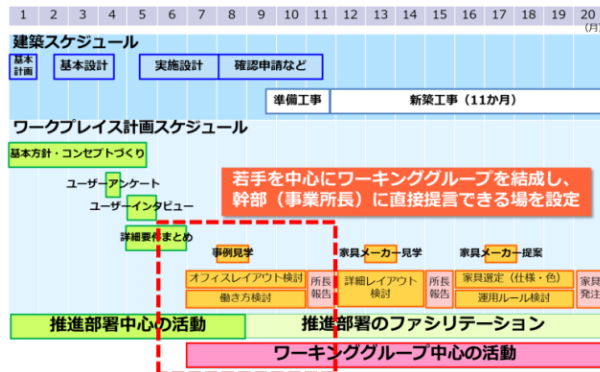 1 2 3 4 5 6 7 8 9 10 11 12 13 14 15 16 17 18 19 20
(月)
建築スケジュール
基本
計画
基本設計
実施設計
確認申請など
準備工事
新築工事（11か月）
ワークプレイス計画スケジュール
基本方針・コンセプトづくり
ユーザーアンケート
ユーザーインタビュー
詳細要件まとめ
若手を中心にワーキンググループを結成し、
幹部（事業所長）に直接提言できる場を設定
事例見学
家具メーカー見学
家具メーカー提案
オフィスレイアウト検討
働き方検討
所長
報告
詳細レイアウト
検討
所長
報告
家具選定（仕様・色）
運用ルール検討
家具
発注
推進部署中心の活動
推進部署のファシリテーション
ワーキンググループ中心の活動